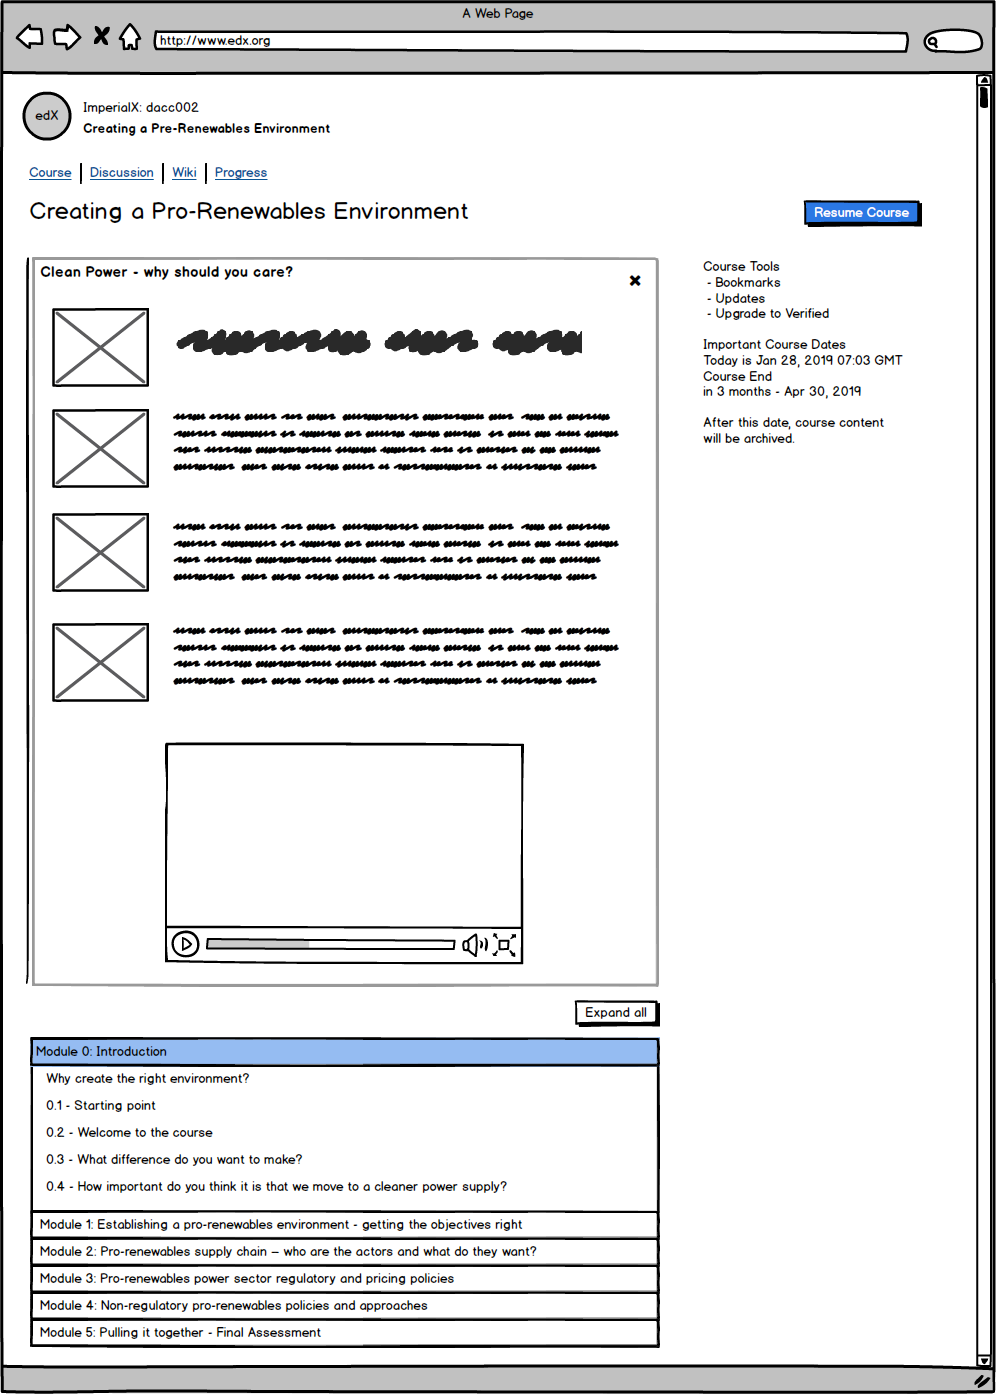 A Web Page
http://www.edx.org
edX
ImperialX: dacc002
Creating a Pre-Renewables Environment
Course
Discussion
Wiki
Progress
Creating a Pro-Renewables Environment
Resume Course
Clean Power - why should you care?
Course Tools
- Bookmarks
- Updates
- Upgrade to Verified
Important Course Dates
Today is Jan 28, 2019 07:03 GMT
Course End
in 3 months - Apr 30, 2019
After this date, course content
will be archived.
Expand all
Module 0: Introduction
Why create the right environment?
0.1 - Starting point
0.2 - Welcome to the course
0.3 - What difference do you want to make?
0.4 - How important do you think it is that we move to a cleaner power supply?
Module 1: Establishing a pro-renewables environment - getting the objectives right
Module 2: Pro-renewables supply chain – who are the actors and what do they want?
Module 3: Pro-renewables power sector regulatory and pricing policies
Module 4: Non-regulatory pro-renewables policies and approaches
Module 5: Pulling it together - Final Assessment